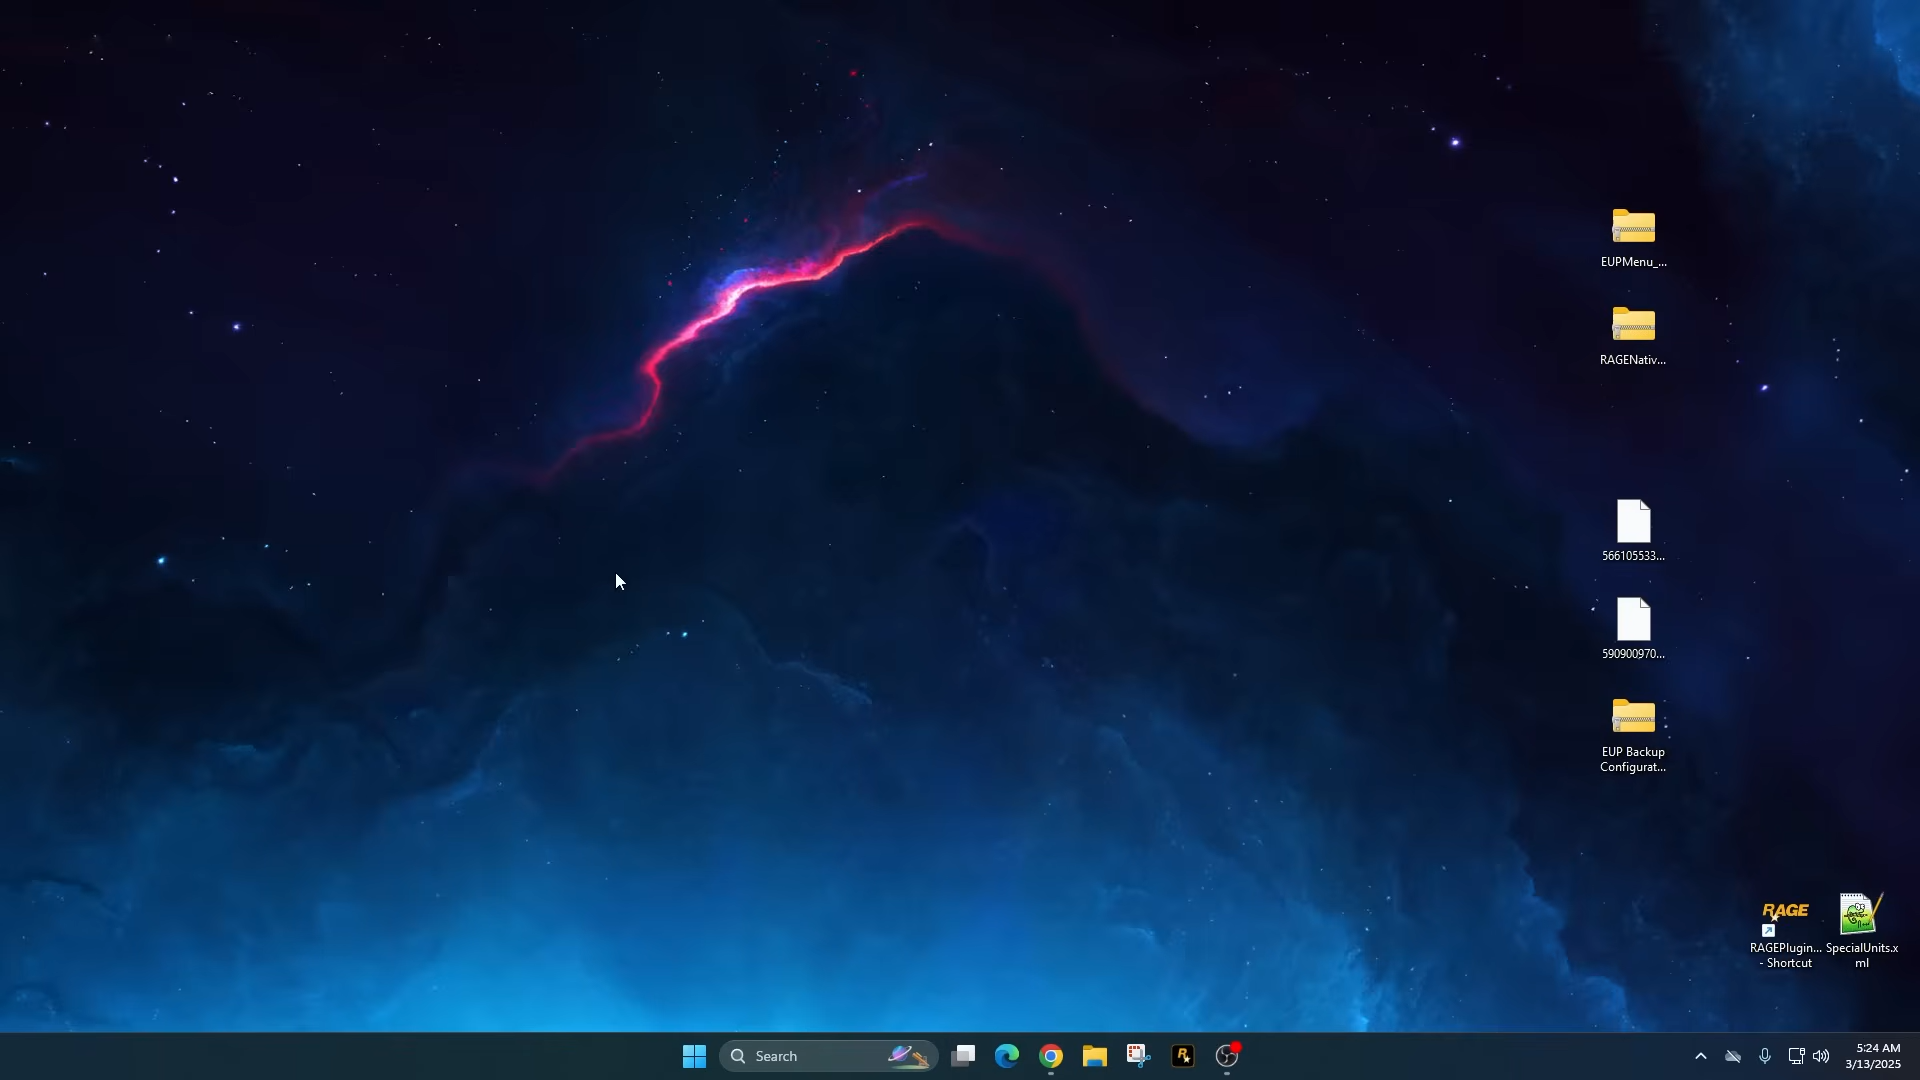 EUPMenu_...
RAGENativ...
566105533...
590900970...
EUP Backup
Configurat...
RAGE
RAGEPlugin...
- Shortcut
SpecialUnits.x
ml
Search
5:24 AM
3/13/2025